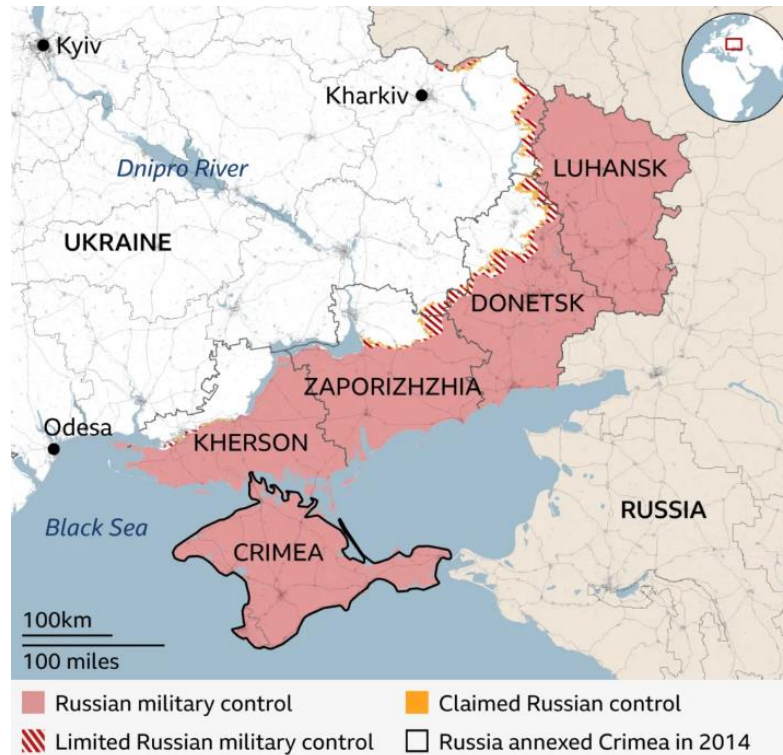 Kyiv
Kharkiv
Dnipro River
LUHANSK
UKRAINE
DONETSK
ZAPORIZHZHIA
Odesa
KHERSON
RUSSIA
Black Sea
CRIMEA
100km
100 miles
Russian military control
Claimed Russian control
Limited Russian military control
Russia annexed Crimea in 2014